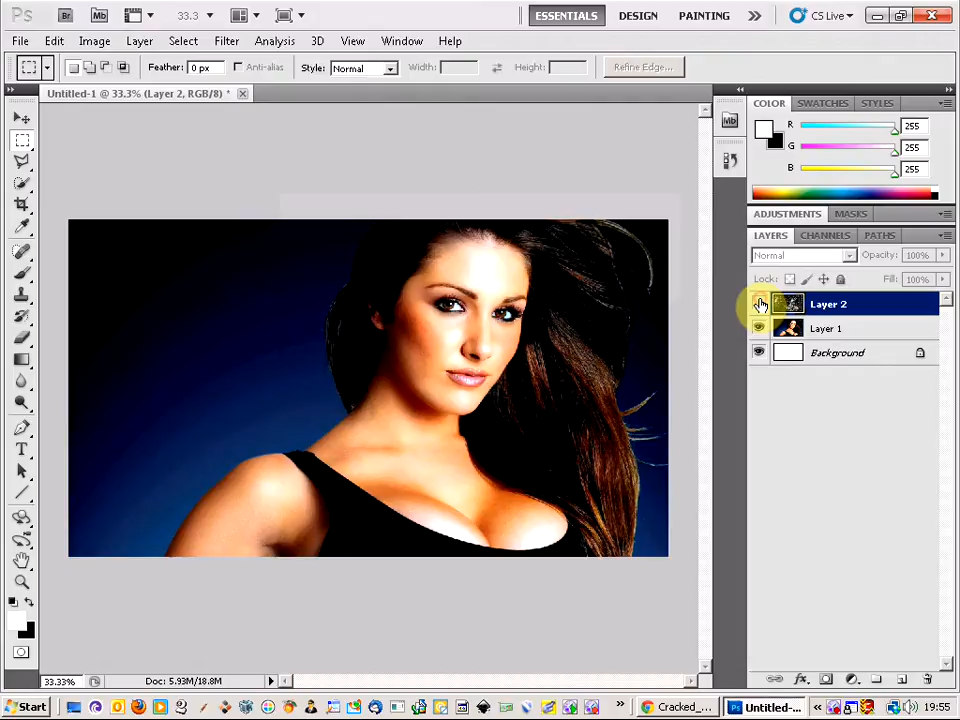 Ps Br Mb 33.3 ESSENTIALS DESIGN PAINTING CS Live
File Edit Image Layer Select Filter Analysis 3D View Window Help
Feather: 0 px Anti-alias Style: Normal Width: Height: Refine Edge...
Untitled-1 @ 33.3% (Layer 2, RGB/8) *
COLOR SWATCHES STYLES
Mb
R 255
G 255
B 255
ADJUSTMENTS MASKS
LAYERS CHANNELS PATHS
Normal Opacity: 100%
Lock: Fill: 100%
Layer 2
Layer 1
Background
33.33% Doc: 5.93M/18.8M
Start Cracked_... Untitled-... 19:55